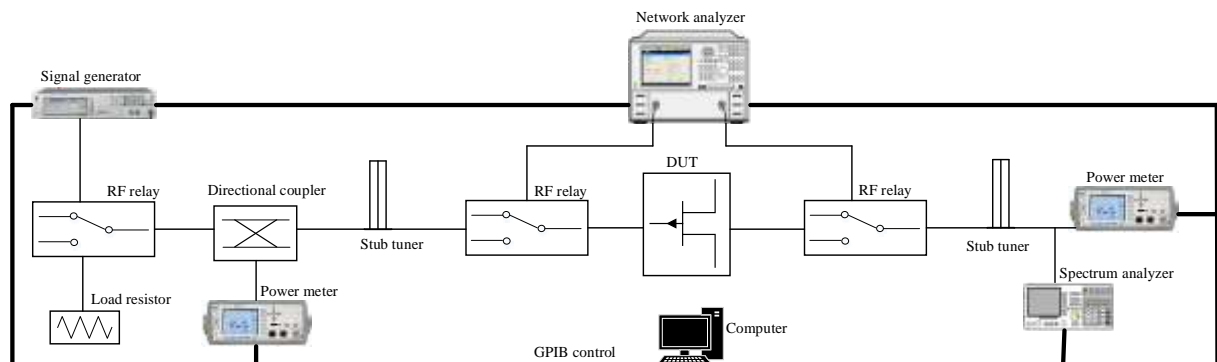 Network analyzer
Signal generator
DUT
RF relay
Directional coupler
RF relay
RF relay
Power meter
Stub tuner
Stub tuner
Spectrum analyzer
Load resistor
Power meter
Computer
GPIB control